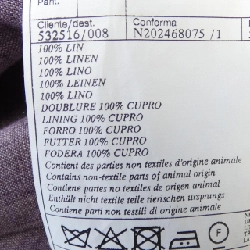 Part.:
Cliente/dest. Conforma
532516/008 N202468075 /1
100% LIN
100% LINEN
100% LINO
100% LEINEN
100% LINO
DOUBLURE 100% CUPRO
LINING 100% CUPRO
FORRO 100% CUPRO
FUTTER 100% CUPRO
FODERA 100% CUPRO
Contient des parties non textiles d'origine animale
Contains non-textile parts of animal origin
Contiene partes no textiles de origen animal
Enthält nicht textile teile tierischen ursprungs
Contiene parti non tessili di origine animale
F